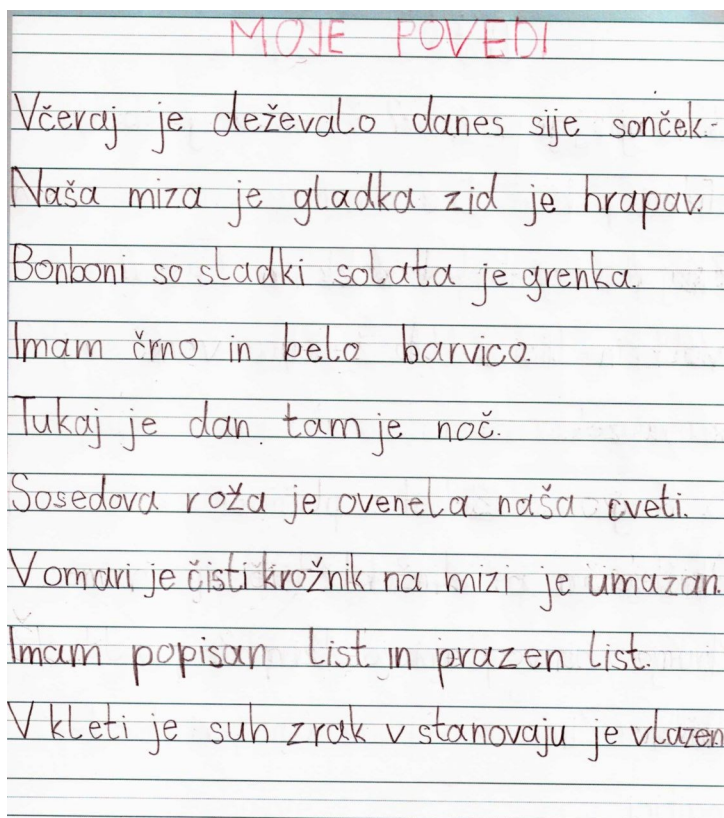 MOJE POVEDI
Včeraj je deževalo danes sije sonček.-
Naša miza je gladka zid je hrapav.
Bonboni so sladki solata je grenka.
Imam črno in belo barvico.
Tukaj je dan. tam je noč.
Sosedova roža je ovenela naša cveti.
V omari je čisti krožnik na mizi je umazan.
Imam popisan list in prazen list.
V kleti je suh zrak v stanovaju je vlazen